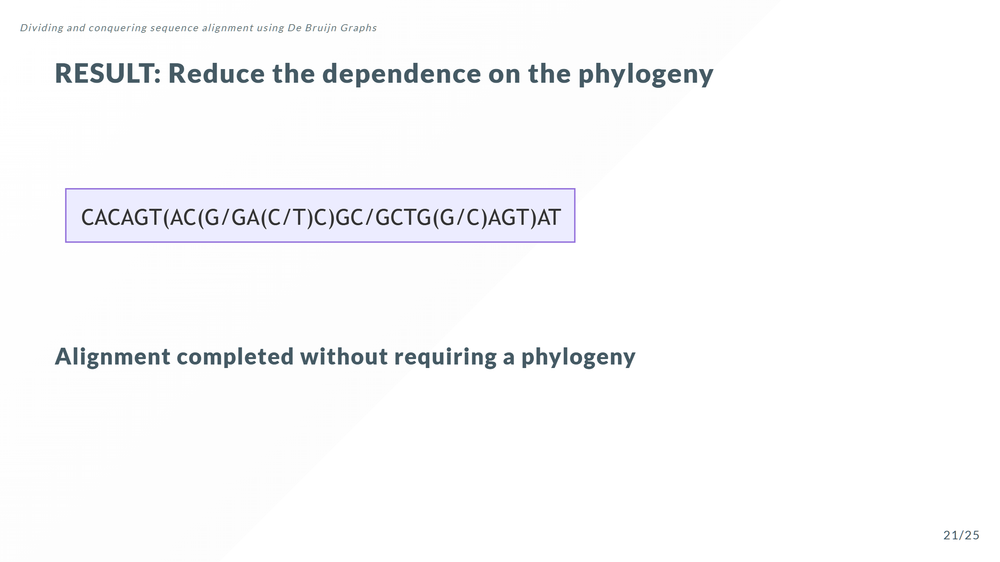 Dividing and conquering sequence alignment using De Bruijn Graphs
RESULT: Reduce the dependence on the phylogeny
CACAGT(AC(G/GA(C/T)C)GC/GCTG(G/C)AGT)AT
Alignment completed without requiring a phylogeny
21/25